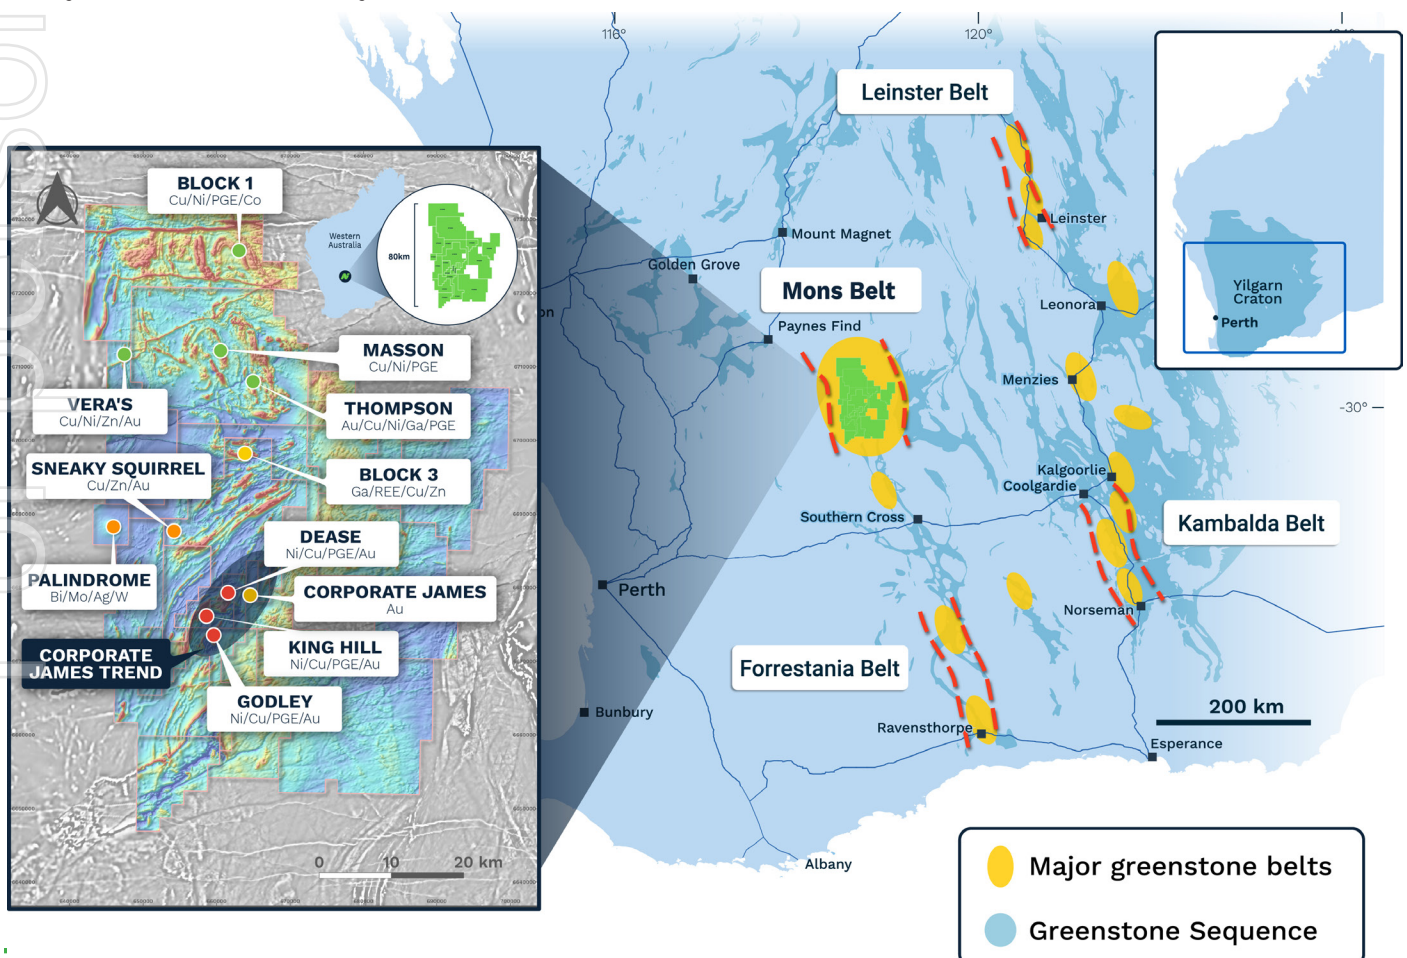 116°
120°
Leinster Belt
BLOCK 1
Cu/Ni/PGE/Co
Western
Australia
80km
Leinster
Mount Magnet
Golden Grove
Mons Belt
Yilgarn
Craton
Perth
Leonora
Paynes Find
MASSON
Cu/Ni/PGE
Menzies
VERA'S
Cu/Ni/Zn/Au
THOMPSON
Au/Cu/Ni/Ga/PGE
-30°
SNEAKY SQUIRREL
Cu/Zn/Au
BLOCK 3
Ga/REE/Cu/Zn
Kalgoorlie
Coolgardie
Southern Cross
Kambalda Belt
DEASE
Ni/Cu/PGE/Au
PALINDROME
Bi/Mo/Ag/W
CORPORATE JAMES
Au
Perth
Norseman
KING HILL
Ni/Cu/PGE/Au
CORPORATE
JAMES TREND
Forrestania Belt
GODLEY
Ni/Cu/PGE/Au
Bunbury
Ravensthorpe
200 km
Esperance
0 10 20 km
Albany
Major greenstone belts
Greenstone Sequence